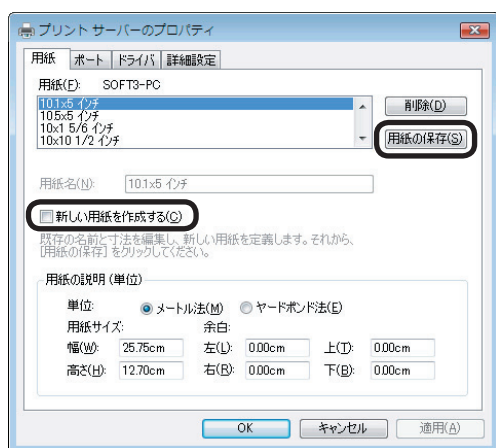 プリント サーバーのプロパティ
用紙 ポート ドライバ 詳細設定
用紙(F): SOFT3-PC
10.1x5 インチ
10.5x5 インチ
10x1 5/6 インチ
10x10 1/2 インチ
削除(D)
用紙の保存(S)
用紙名(N): 10.1x5 インチ
新しい用紙を作成する(C)
既存の名前と寸法を編集し、新しい用紙を定義します。それから、
[用紙の保存] をクリックしてください。
用紙の説明 (単位)
単位: メートル法(M) ヤードポンド法(E)
用紙サイズ: 余白:
幅(W): 25.75cm 左(L): 0.00cm 上(T): 0.00cm
高さ(H): 12.70cm 右(R): 0.00cm 下(B): 0.00cm
OK キャンセル 適用(A)